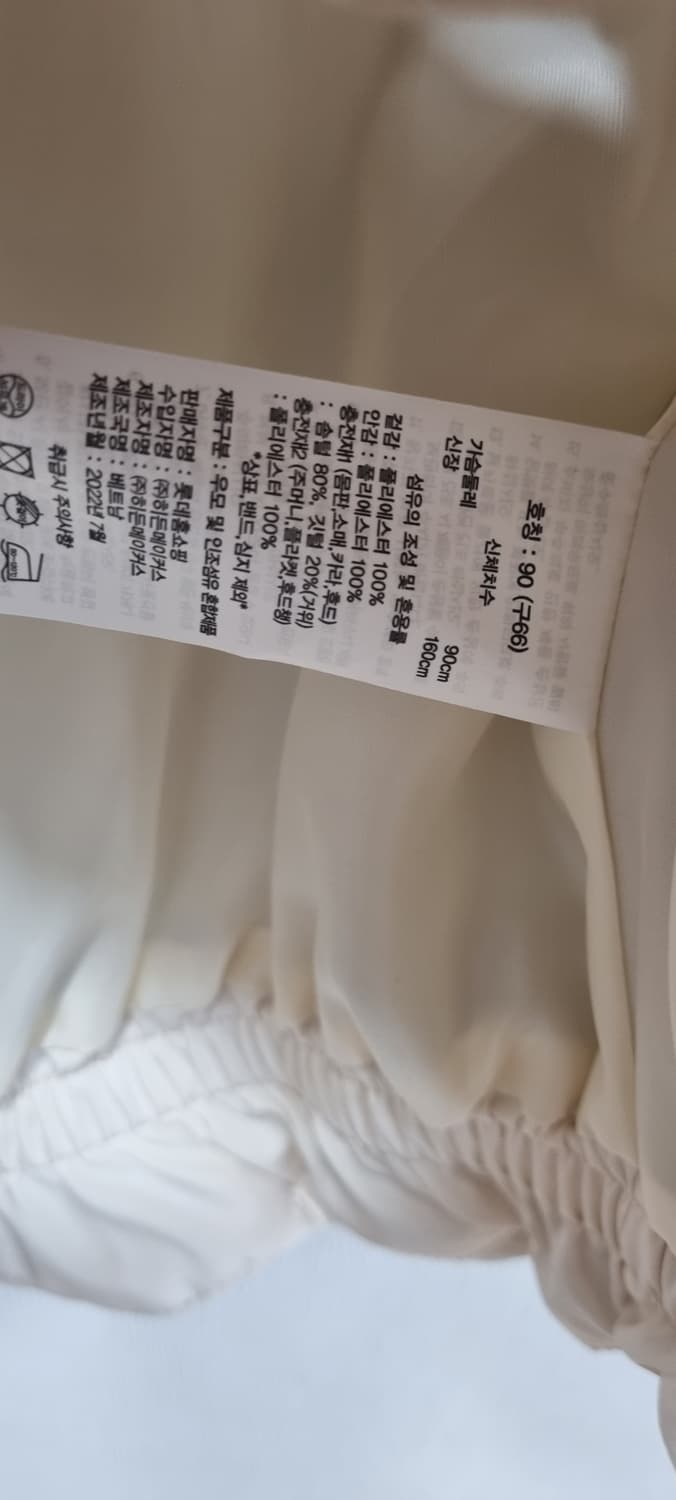 호칭 : 90 (구66)
신체치수
가슴둘레 90cm
신장 160cm
섬유의 조성 및 혼용률
겉감 : 폴리에스터 100%
안감 : 폴리에스터 100%
충전재1 (몸판,소매,카라,후드)
: 솜털 80%, 깃털 20%(거위)
충전재2 (주머니,플라켓,후드챙)
: 폴리에스터 100%
*상표,밴드,심지 제외*
제품구분 : 우모 및 인조섬유 혼합제품
판매자명 : 롯데홈쇼핑
수입자명 : ㈜히든메이커스
제조자명 : ㈜히든메이커스
제조국명 : 베트남
제조년월 : 2022년 7월
취급시 주의사항